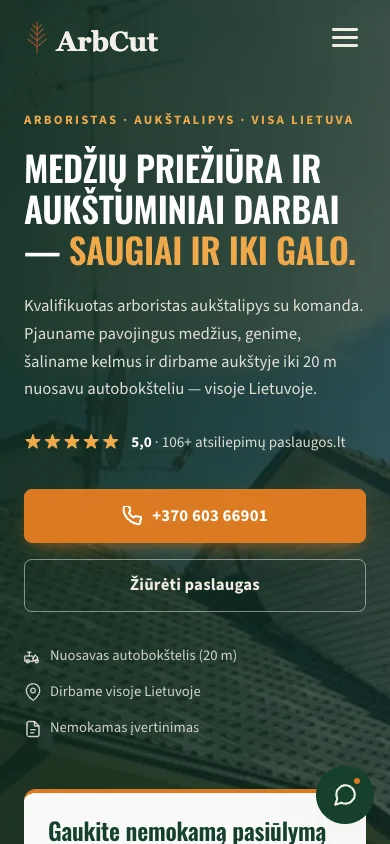 ArbCut
ARBORISTAS · AUKŠTALIPYS · VISA LIETUVA
MEDŽIŲ PRIEŽIŪRA IR
AUKŠTUMINIAI DARBAI
— SAUGIAI IR IKI GALO.
Kvalifikuotas arboristas aukštalipys su komanda.
Pjauname pavojingus medžius, genime,
šaliname kelmus ir dirbame aukštyje iki 20 m
nuosavu autobokšteliu — visoje Lietuvoje.
5,0 · 106+ atsiliepimų paslaugos.lt
+370 603 66901
Žiūrėti paslaugas
Nuosavas autobokštelis (20 m)
Dirbame visoje Lietuvoje
Nemokamas įvertinimas
Gaukite nemokamą pasiūlymą